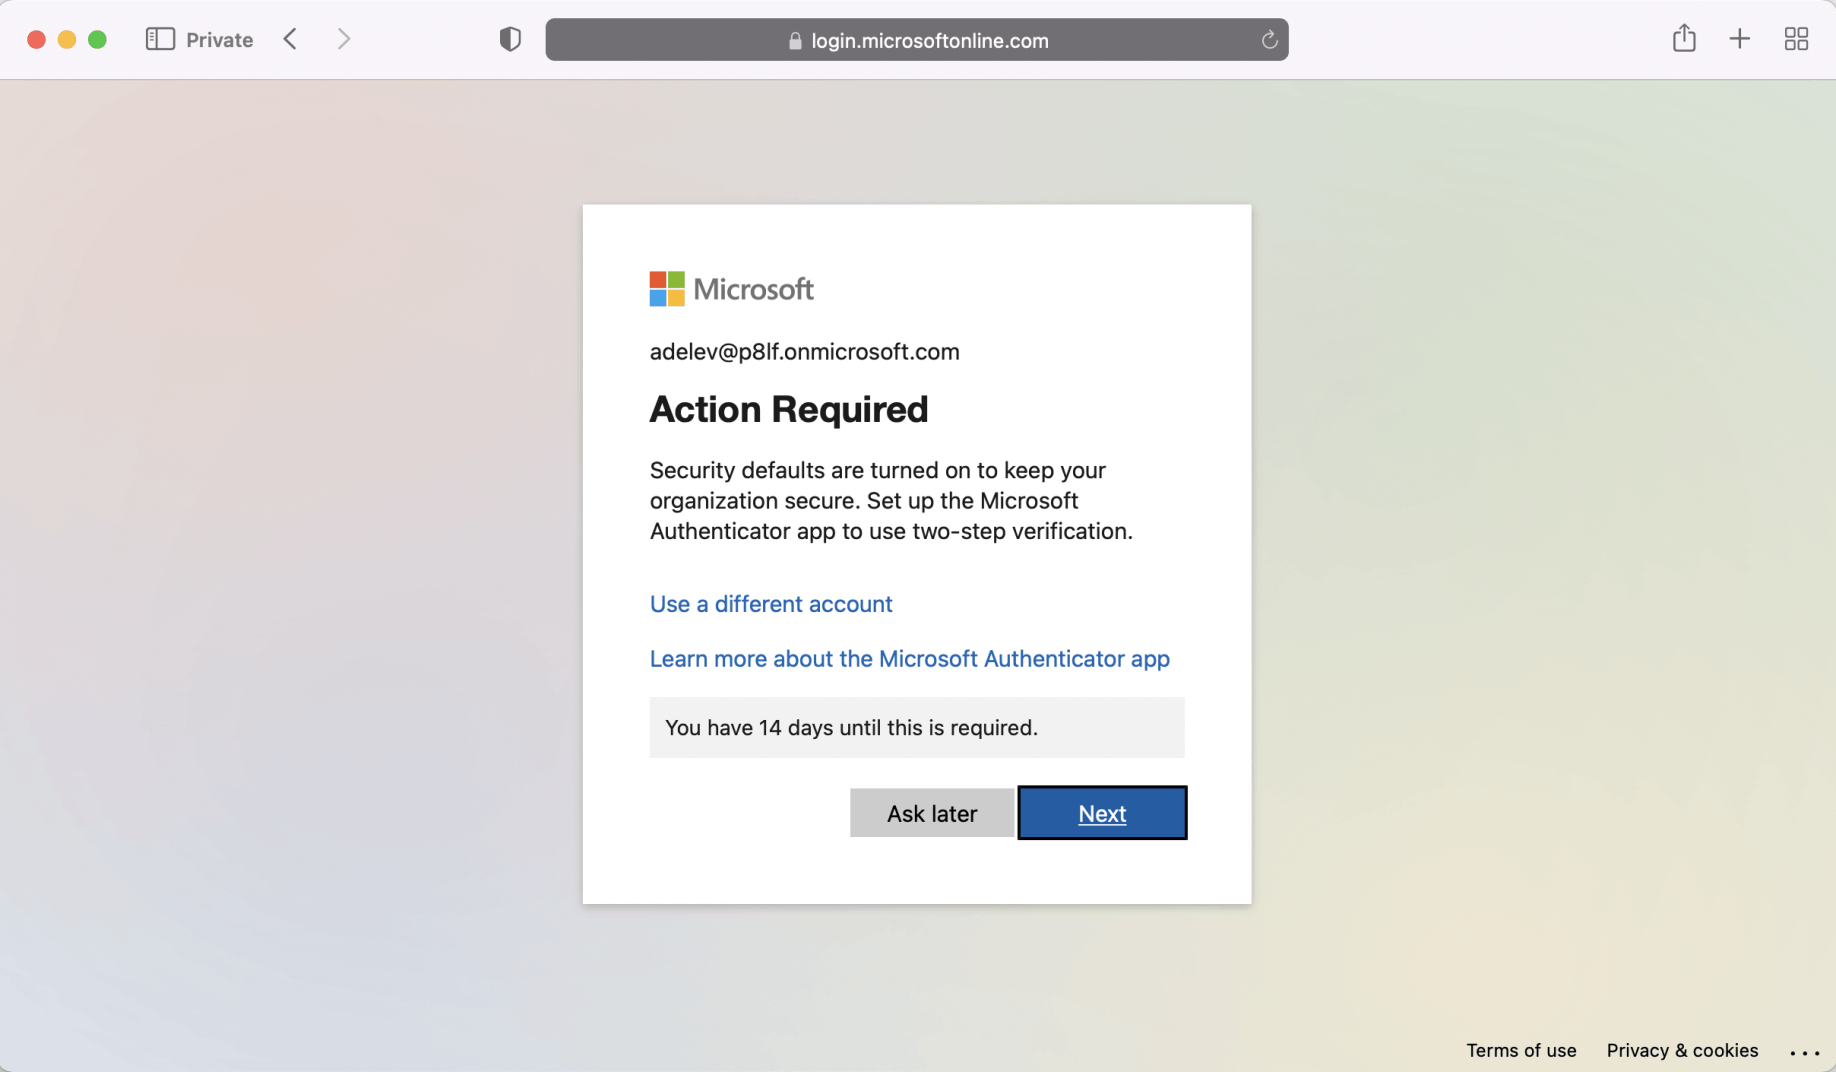 Private
login.microsoftonline.com
Microsoft
adelev@p8lf.onmicrosoft.com
Action Required
Security defaults are turned on to keep your
organization secure. Set up the Microsoft
Authenticator app to use two-step verification.
Use a different account
Learn more about the Microsoft Authenticator app
You have 14 days until this is required.
Ask later
Next
Terms of use
Privacy & cookies
...